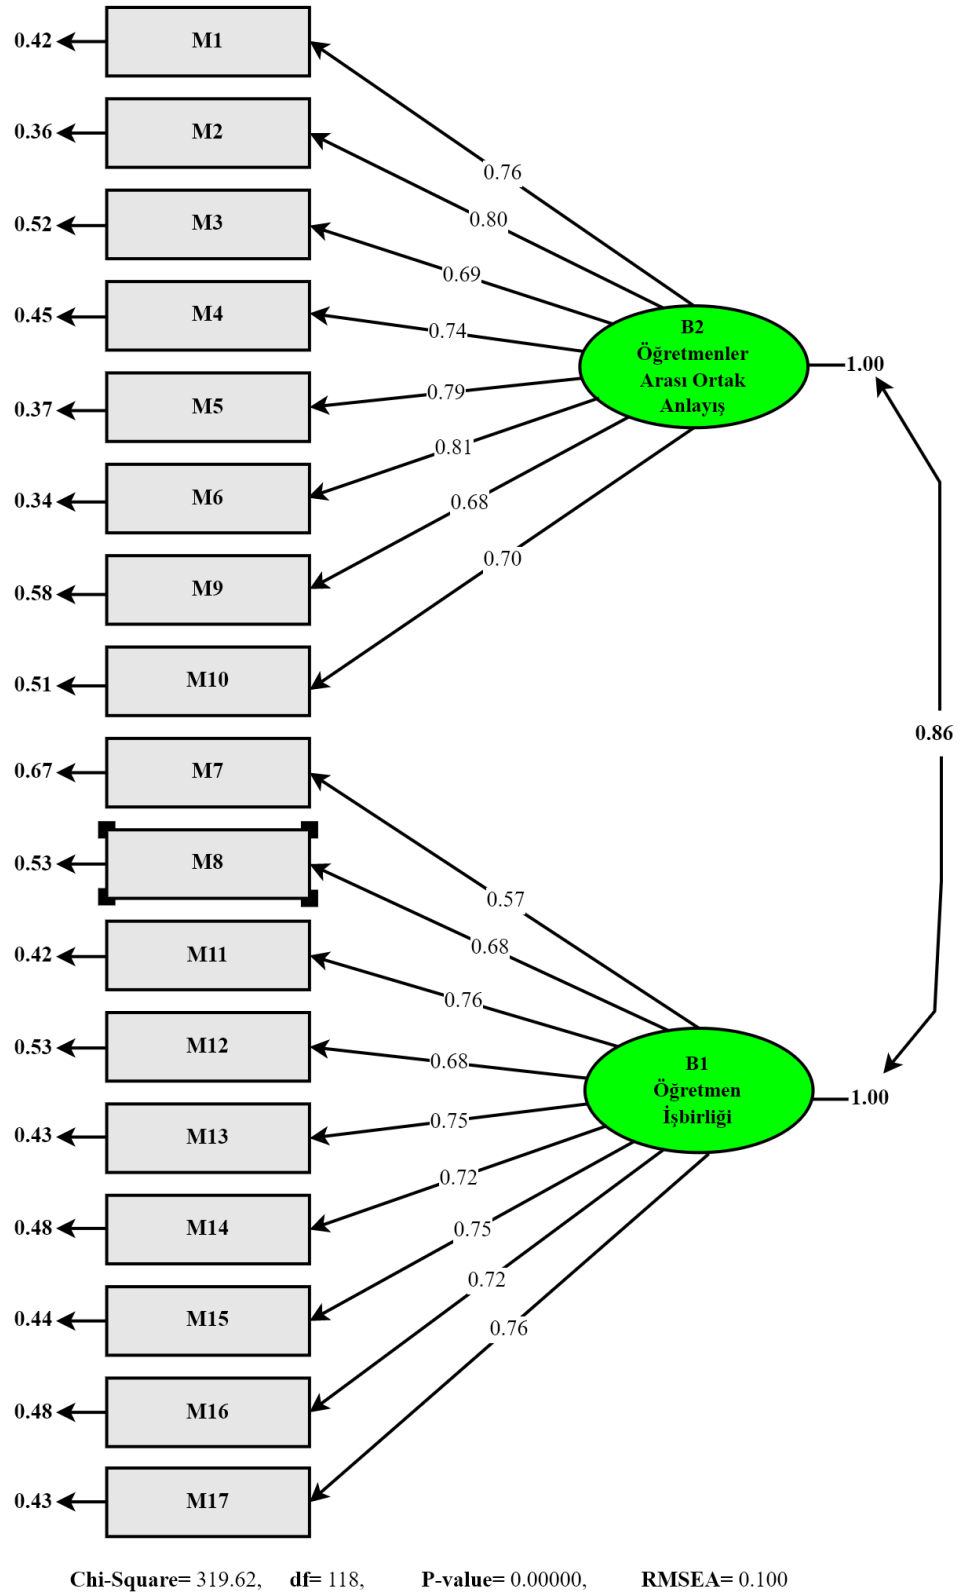 0.42 M1
0.36 M2
0.76
0.80
0.52 M3
0.69
0.45 M4
0.74
B2
Öğretmenler
Arası Ortak
Anlayış
1.00
0.37 M5
0.79
0.81
0.34 M6
0.68
0.70
0.58 M9
0.51 M10
0.86
0.67 M7
0.53 M8
0.57
0.68
0.42 M11
0.76
0.53 M12
0.68
B1
Öğretmen
İşbirliği
1.00
0.43 M13
0.75
0.72
0.48 M14
0.75
0.72
0.44 M15
0.76
0.48 M16
0.43 M17
Chi-Square= 319.62, df= 118, P-value= 0.00000, RMSEA= 0.100